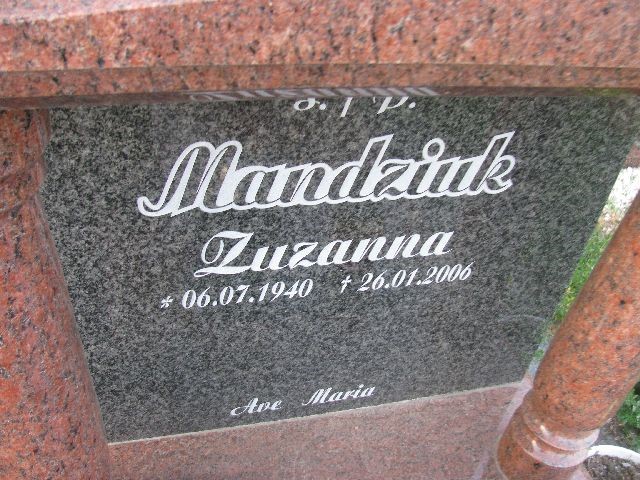 ś. † p.
Mandziuk
Zuzanna
* 06.07.1940 † 26.01.2006
Ave Maria